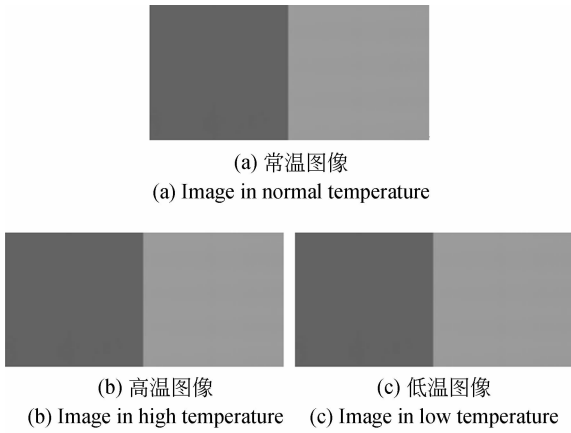 (a) 常温图像
(a) Image in normal temperature
(b) 高温图像
(b) Image in high temperature
(c) 低温图像
(c) Image in low temperature